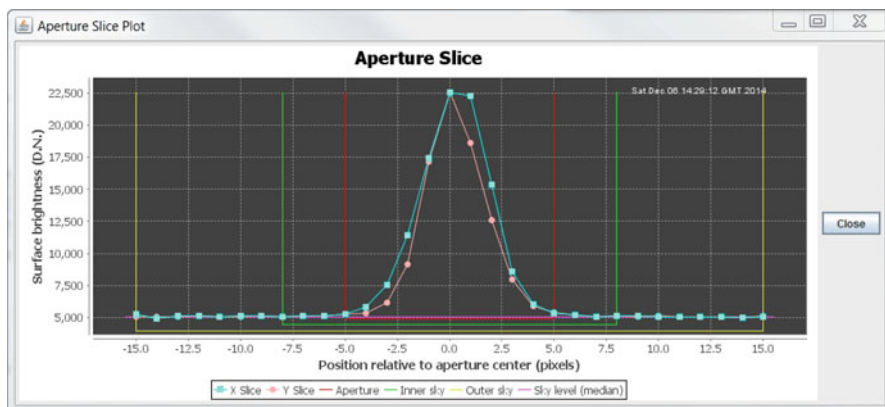 Aperture Slice Plot
Aperture Slice
Sat Dec 06 14:29:12 GMT 2014
Surface brightness (D.N.)
22,500
20,000
17,500
15,000
12,500
10,000
7,500
5,000
Close
-15.0 -12.5 -10.0 -7.5 -5.0 -2.5 0.0 2.5 5.0 7.5 10.0 12.5 15.0
Position relative to aperture center (pixels)
X Slice Y Slice Aperture Inner sky Outer sky Sky level (median)